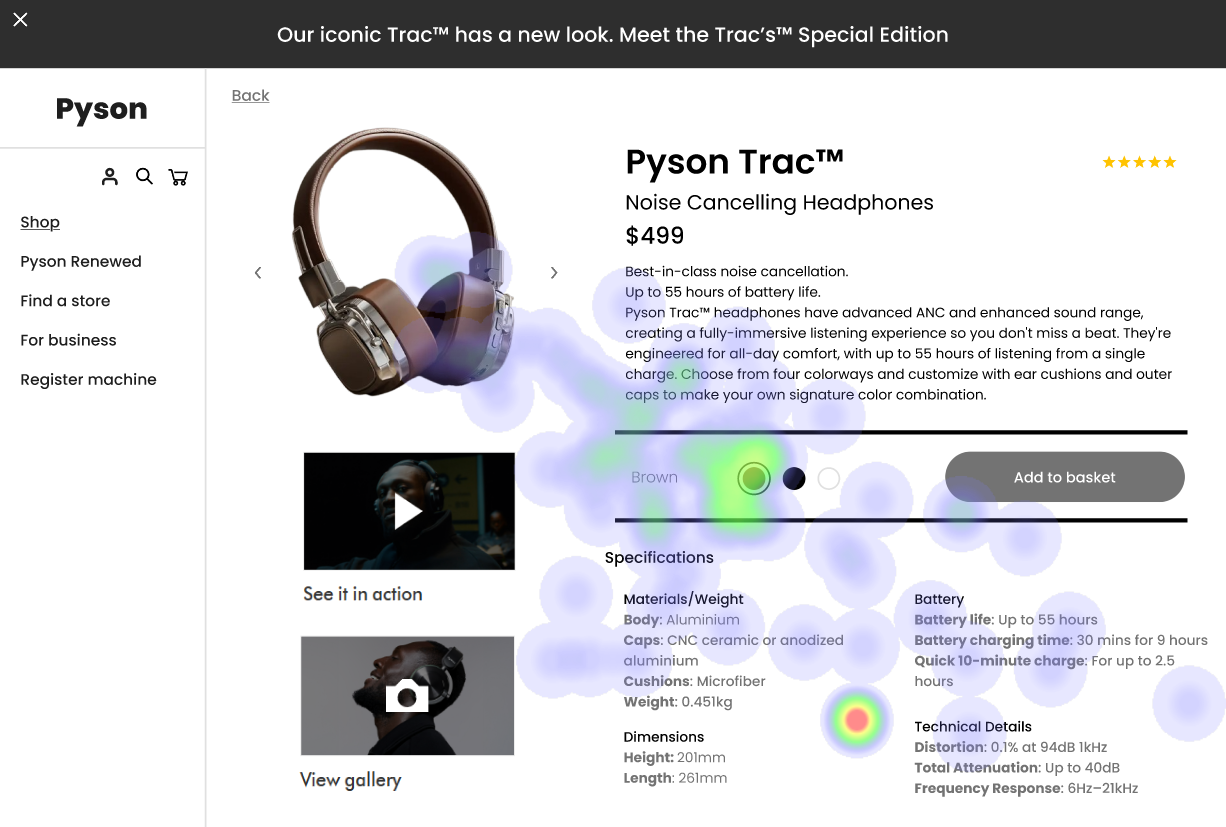 Our iconic Trac™ has a new look. Meet the Trac’s™ Special Edition
Pyson
Shop
Pyson Renewed
Find a store
For business
Register machine
Back
Pyson Trac™
Noise Cancelling Headphones
$499
Best-in-class noise cancellation.
Up to 55 hours of battery life.
Pyson Trac™ headphones have advanced ANC and enhanced sound range,
creating a fully-immersive listening experience so you don't miss a beat. They're
engineered for all-day comfort, with up to 55 hours of listening from a single
charge. Choose from four colorways and customize with ear cushions and outer
caps to make your own signature color combination.
Brown
Add to basket
See it in action
View gallery
Specifications
Materials/Weight
Body: Aluminium
Caps: CNC ceramic or anodized
aluminium
Cushions: Microfiber
Weight: 0.451kg
Dimensions
Height: 201mm
Length: 261mm
Battery
Battery life: Up to 55 hours
Battery charging time: 30 mins for 9 hours
Quick 10-minute charge: For up to 2.5
hours
Technical Details
Distortion: 0.1% at 94dB 1kHz
Total Attenuation: Up to 40dB
Frequency Response: 6Hz–21kHz